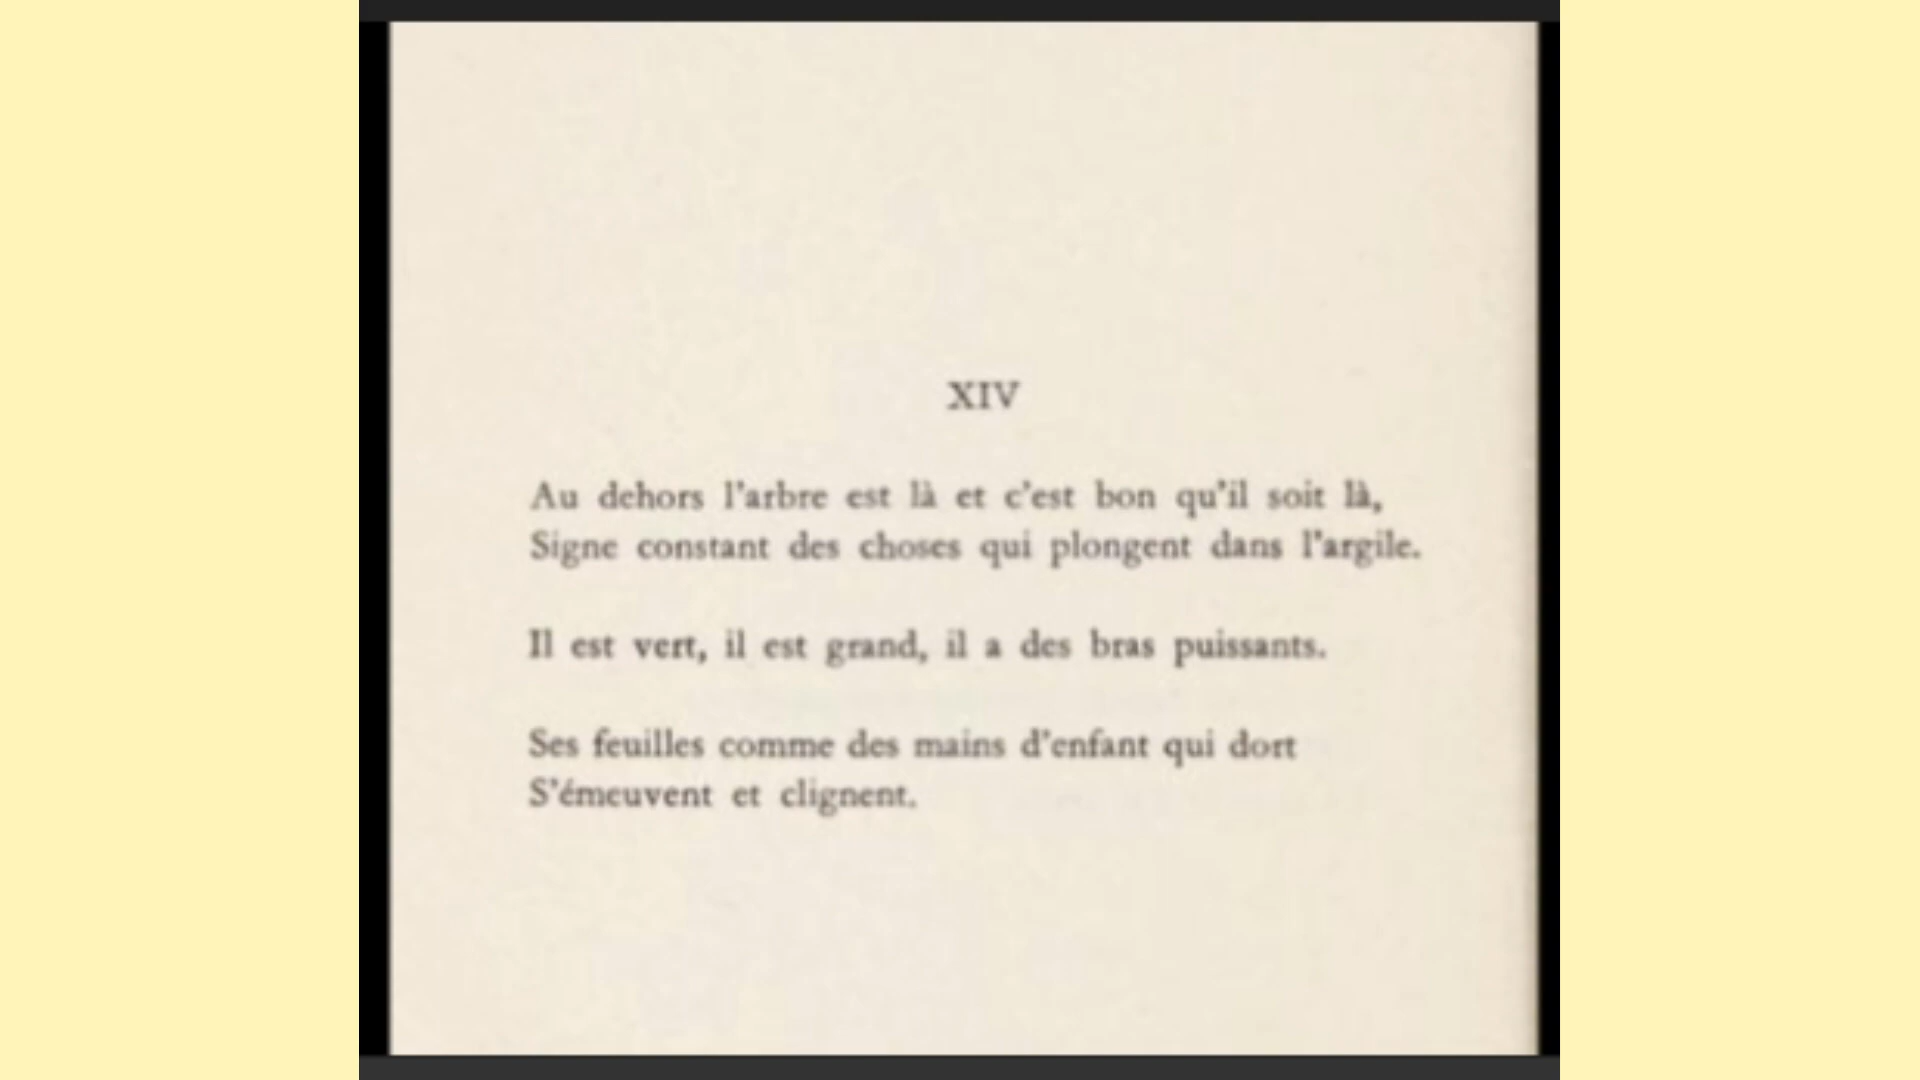 XIV
Au dehors l'arbre est là et c'est bon qu'il soit là,
Signe constant des choses qui plongent dans l'argile.
Il est vert, il est grand, il a des bras puissants.
Ses feuilles comme des mains d'enfant qui dort
S'émeuvent et clignent.